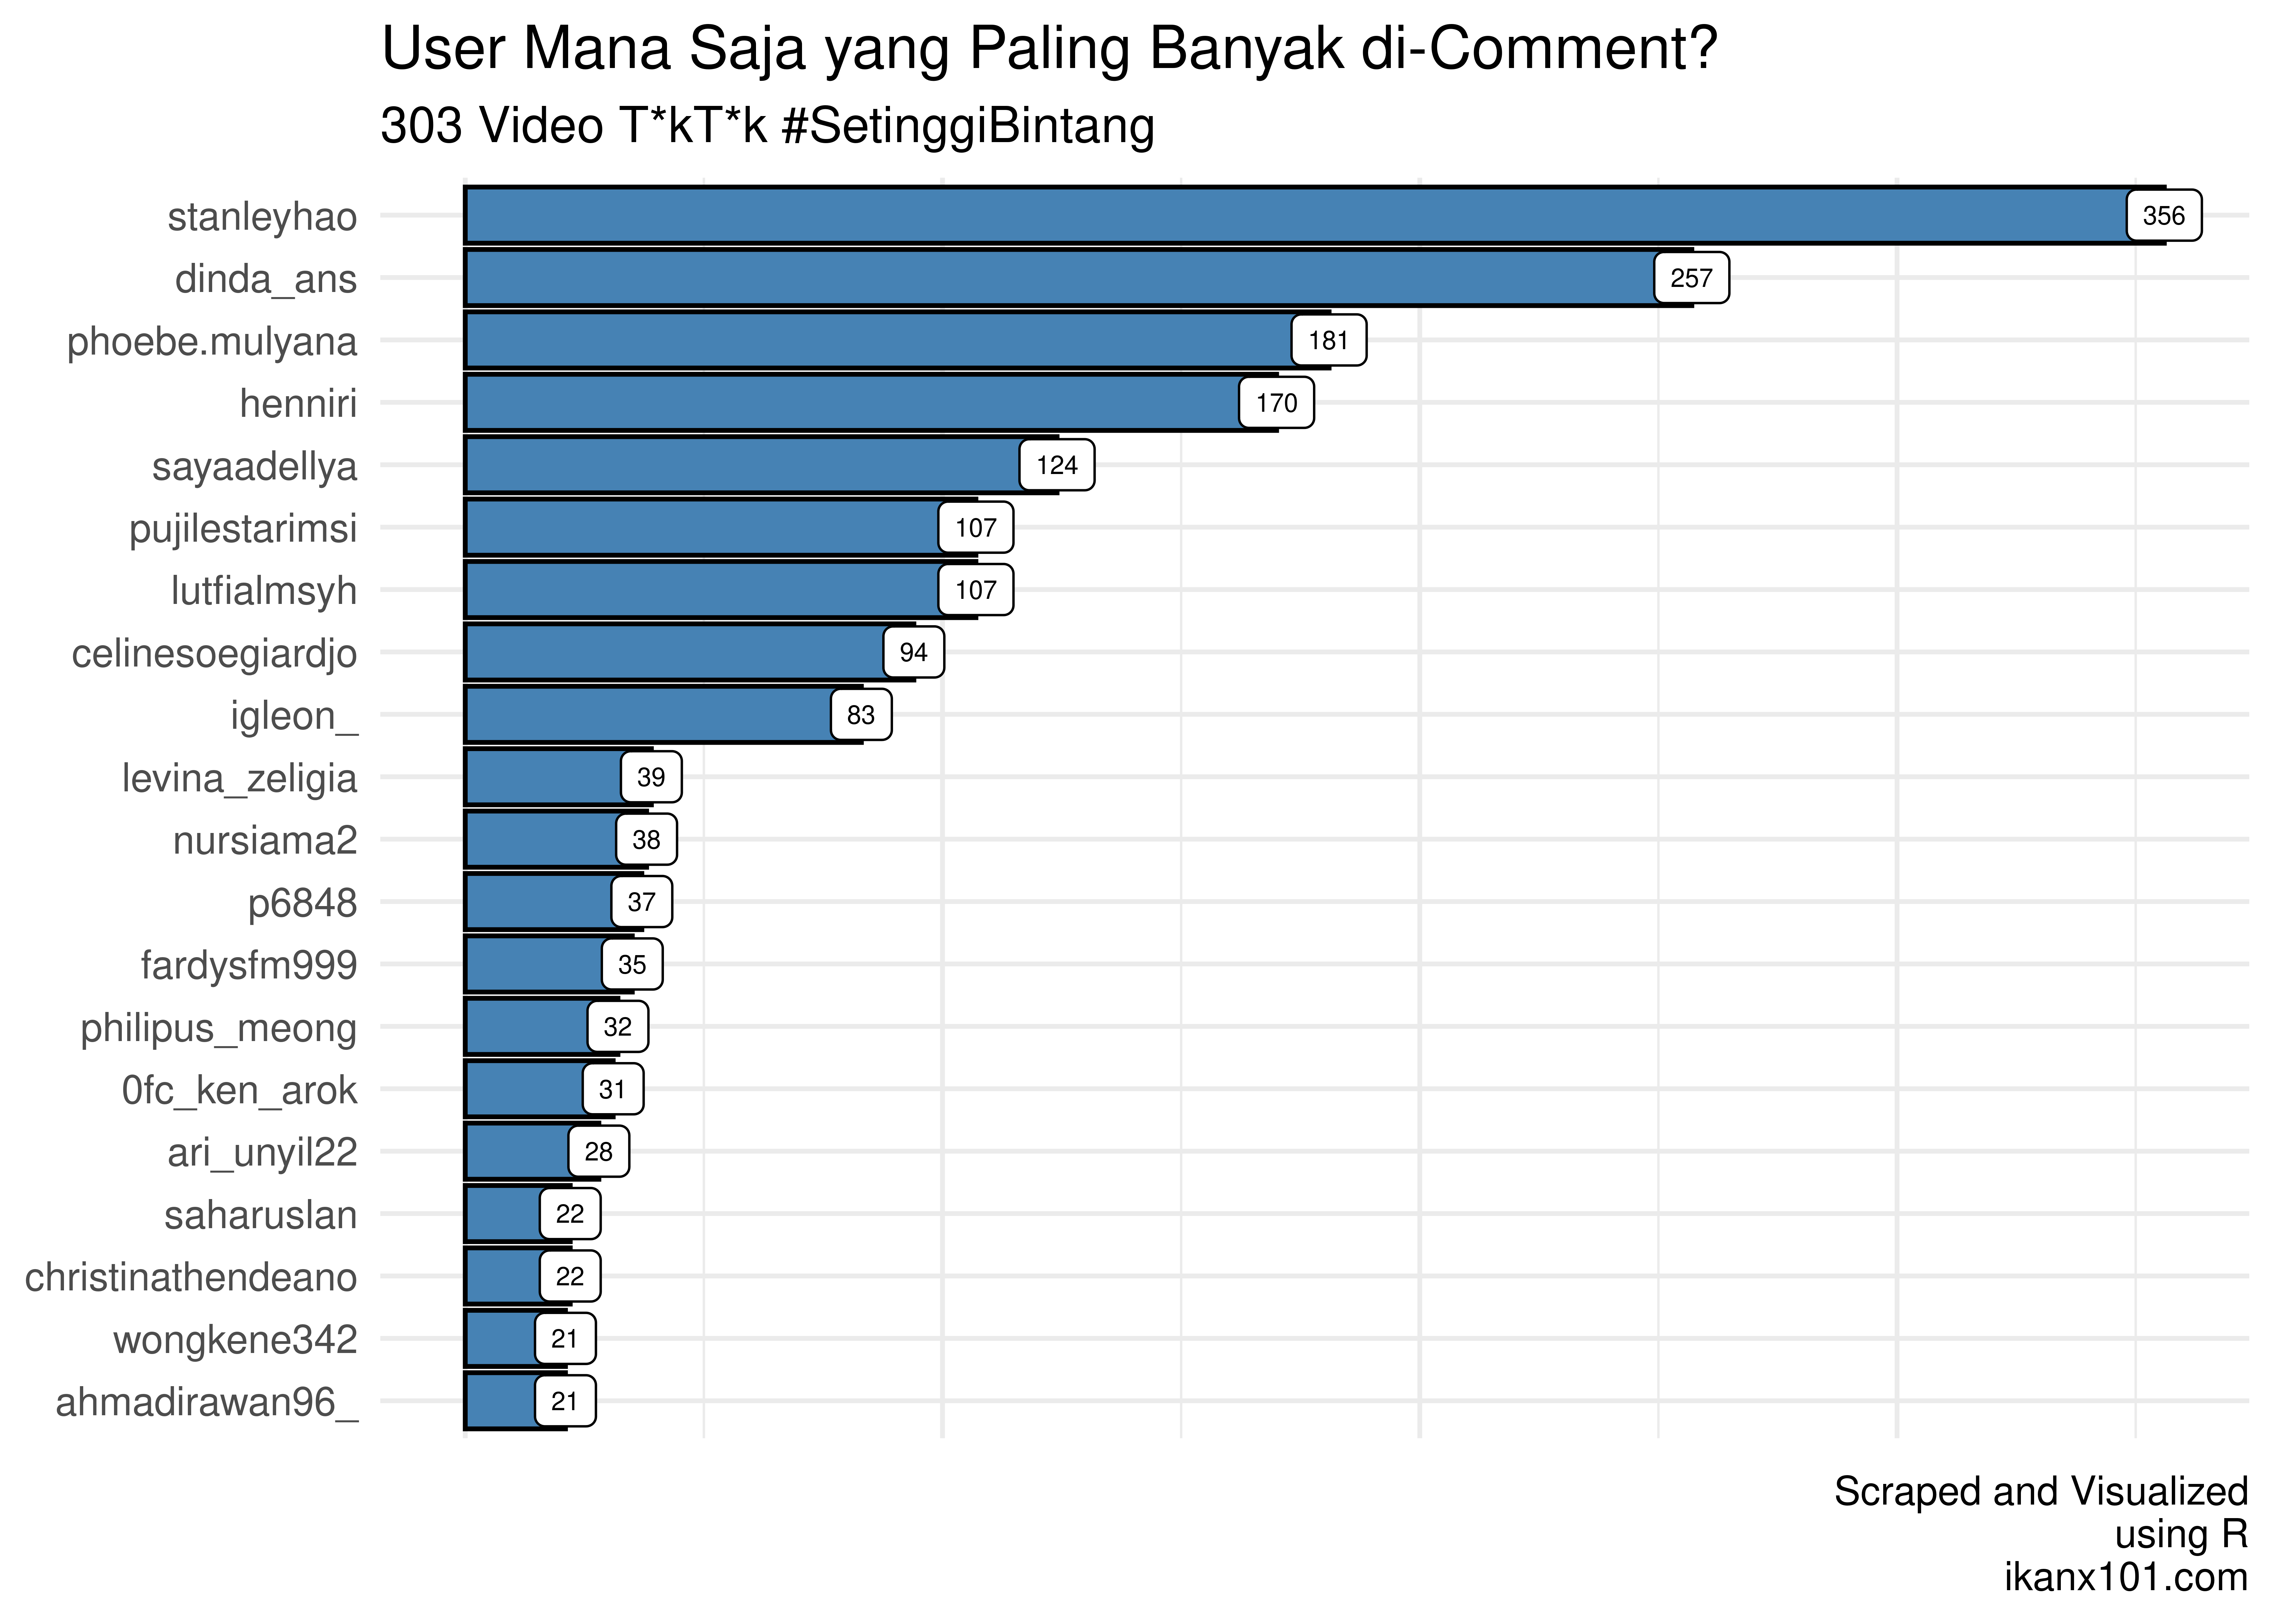 User Mana Saja yang Paling Banyak di-Comment?
303 Video T*kT*k #SetinggiBintang
stanleyhao 356
dinda_ans 257
phoebe.mulyana 181
henniri 170
sayaadellya 124
pujilestarimsi 107
lutfialmsyh 107
celinesoegiardjo 94
igleon_ 83
levina_zeligia 39
nursiama2 38
p6848 37
fardysfm999 35
philipus_meong 32
0fc_ken_arok 31
ari_unyil22 28
saharuslan 22
christinathendeano 22
wongkene342 21
ahmadirawan96_ 21
Scraped and Visualized
using R
ikanx101.com